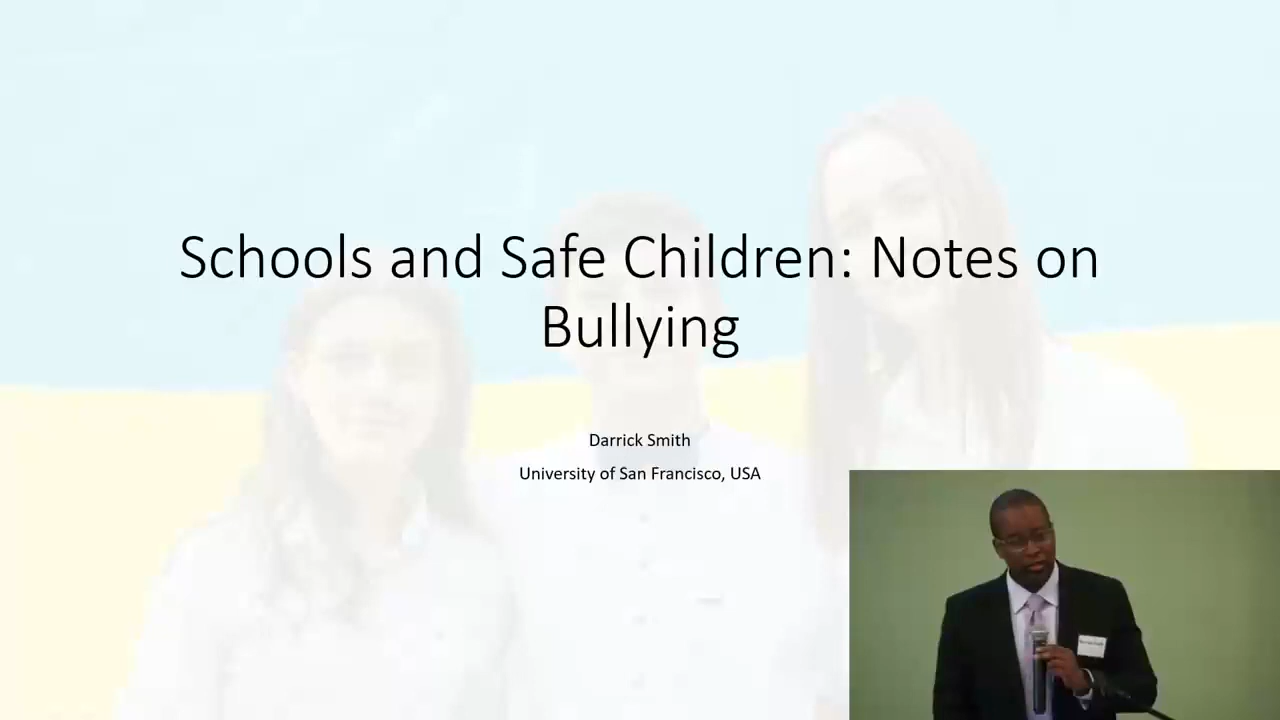 Schools and Safe Children: Notes on
Bullying
Darrick Smith
University of San Francisco, USA